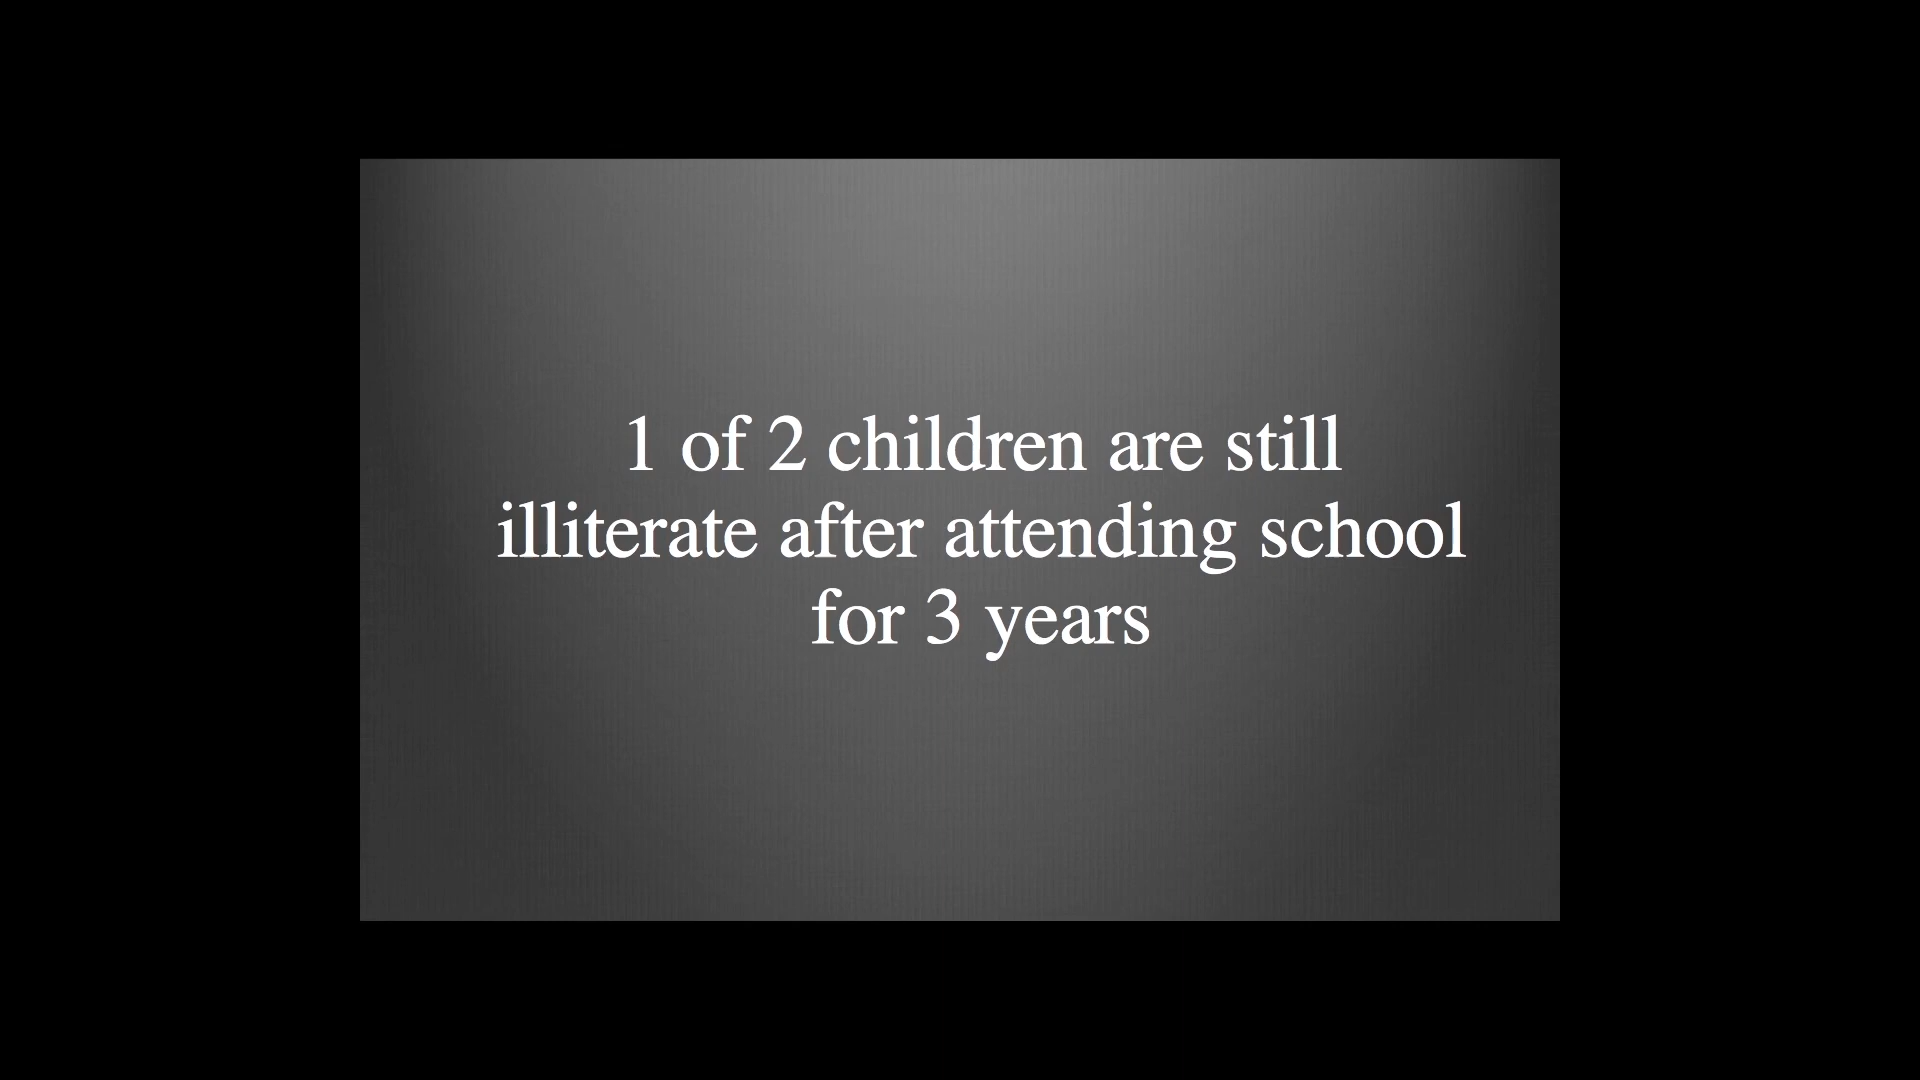 1 of 2 children are still
illiterate after attending school
for 3 years